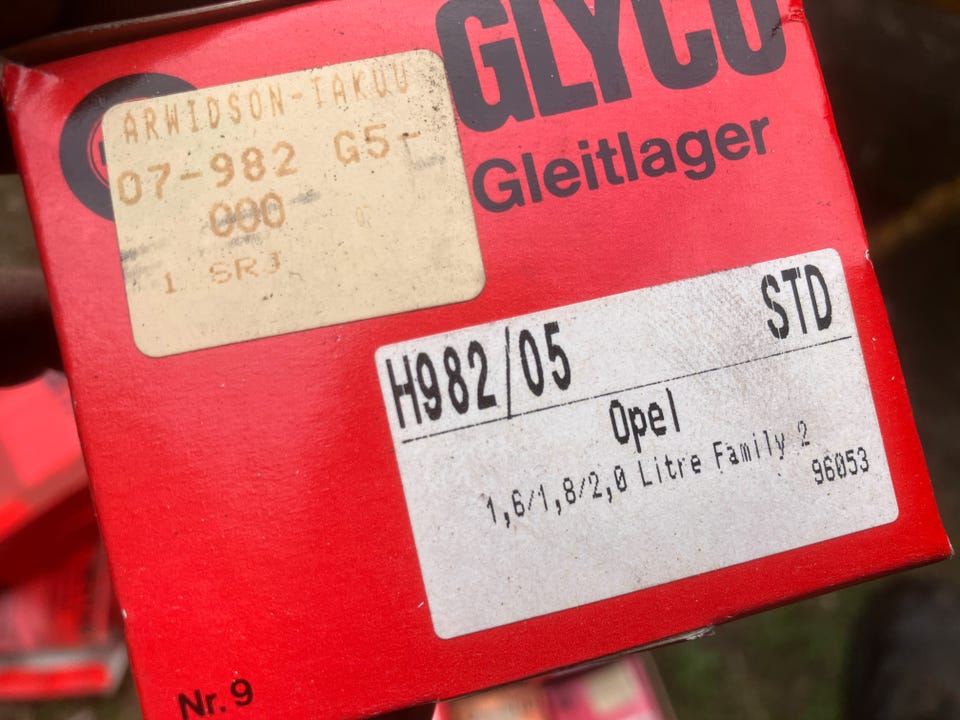 GLYCO
Gleitlager
ARWIDSON-TAKUU
07-982 G5-
000
1 SRJ
H982/05 STD
Opel
1,6/1,8/2,0 Litre Family 2
96053
Nr. 9